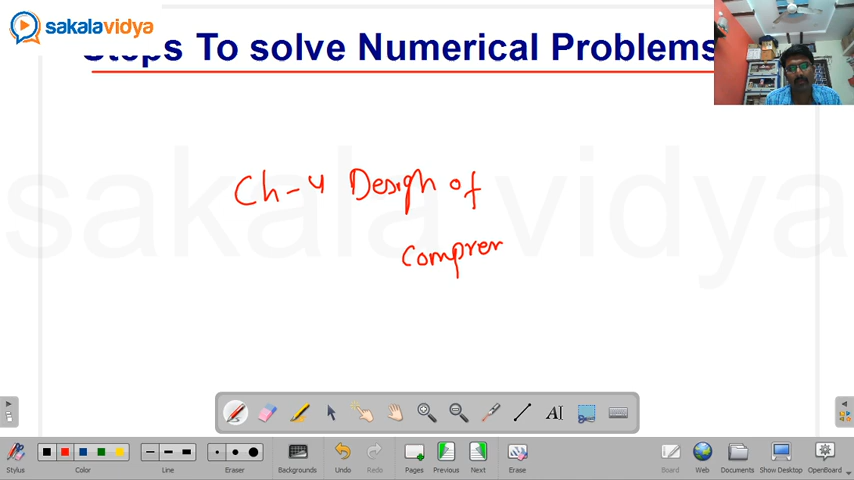 sakalavidya
Steps To solve Numerical Problems
sakala vidya
Ch-4 Design of
Compren
Stylus
Color
Line
Eraser
Backgrounds
Undo
Redo
Pages
Previous
Next
Erase
Board
Web
Documents
Show Desktop
OpenBoard